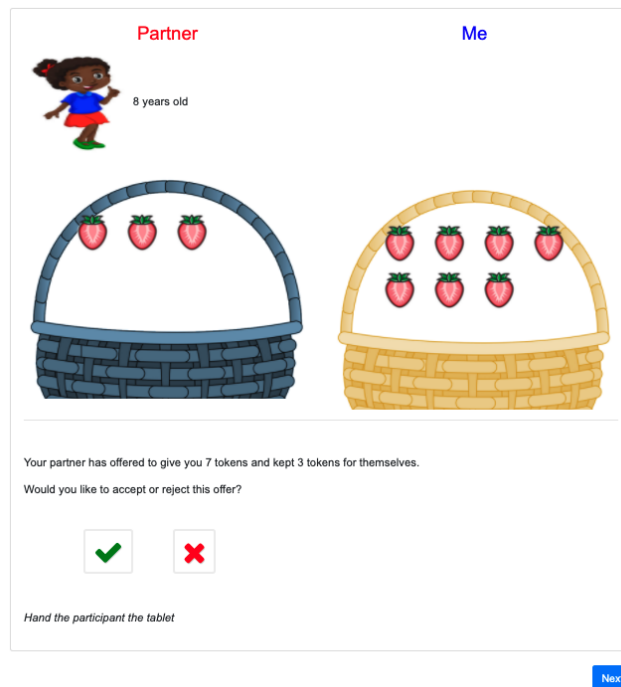 Partner
Me
8 years old
Your partner has offered to give you 7 tokens and kept 3 tokens for themselves.
Would you like to accept or reject this offer?
Hand the participant the tablet
Nex